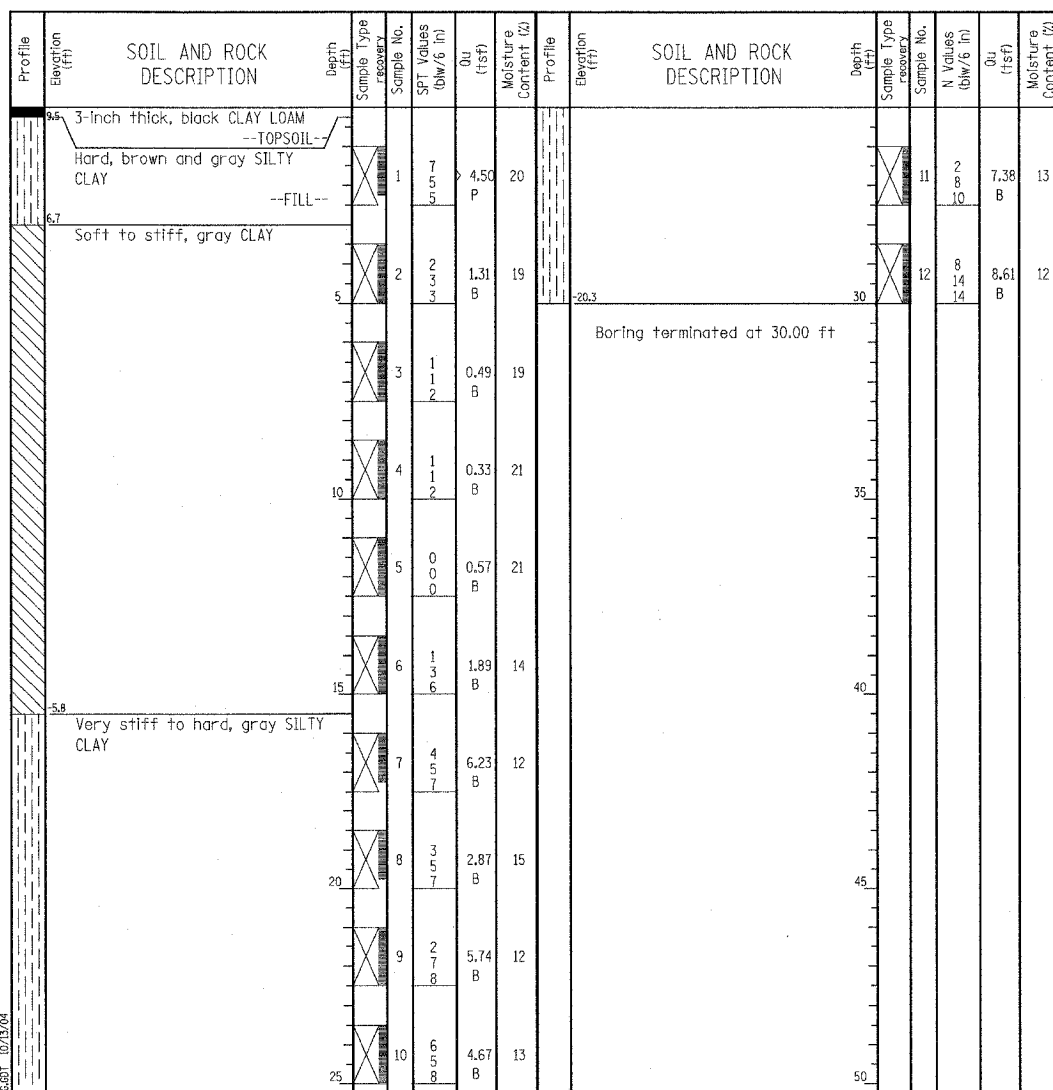 Profile
Elevation (ft)
SOIL AND ROCK
DESCRIPTION
Depth (ft)
Sample Type
recovery
Sample No.
SPT Values
(blw/6 in)
Qu
(tsf)
Moisture
Content (%)
Profile
Elevation (ft)
SOIL AND ROCK
DESCRIPTION
Depth (ft)
Sample Type
recovery
Sample No.
N Values
(blw/6 in)
Qu
(tsf)
Moisture
Content (%)
9.5 3-inch thick, black CLAY LOAM
--TOPSOIL--
Hard, brown and gray SILTY
CLAY
--FILL--
1 7 5 5 > 4.50 P 20
6.7
Soft to stiff, gray CLAY
5 2 2 3 3 1.31 B 19
3 1 1 2 0.49 B 19
10 4 1 1 2 0.33 B 21
5 0 0 0 0.57 B 21
15 6 1 3 6 1.89 B 14
-5.8
Very stiff to hard, gray SILTY
CLAY
7 4 5 7 6.23 B 12
20 8 3 5 7 2.87 B 15
9 2 7 8 5.74 B 12
25 10 6 5 8 4.67 B 13
11 2 8 10 7.38 B 13
-20.3 30 12 8 14 14 8.61 B 12
Boring terminated at 30.00 ft
35
40
45
50
10/13/04